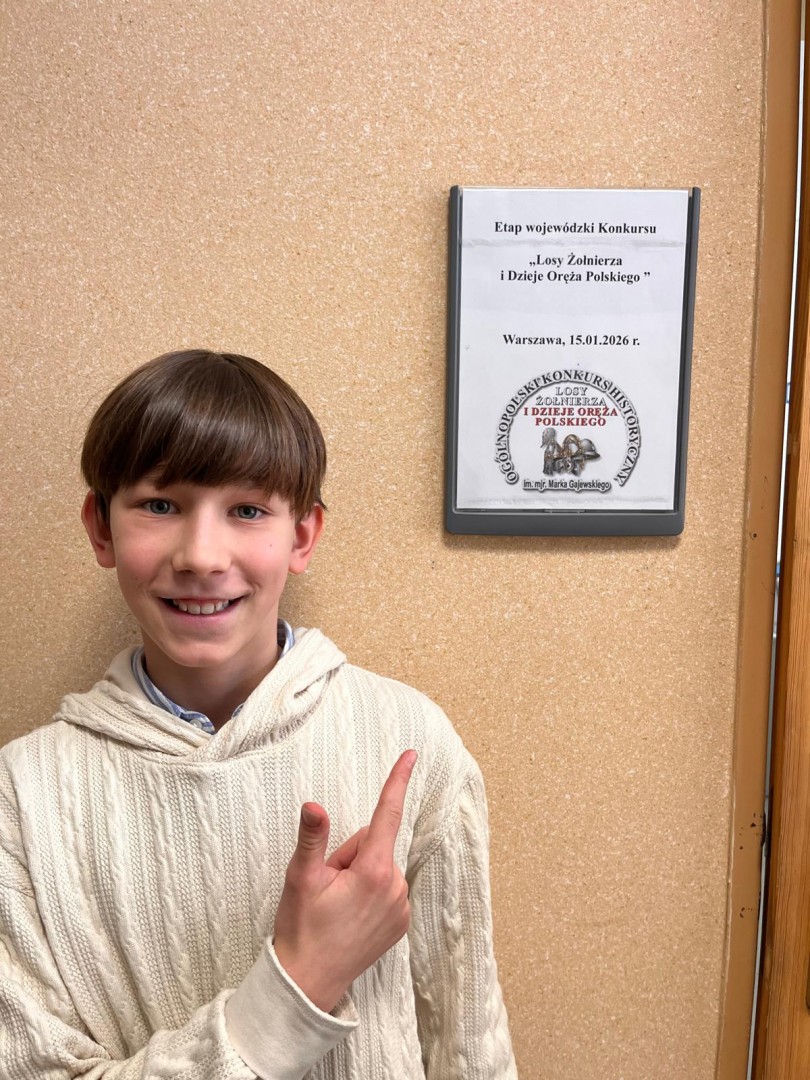 Etap wojewódzki Konkursu
„Losy Żołnierza
i Dzieje Oręża Polskiego ”
Warszawa, 15.01.2026 r.
OGÓLNOPOLSKI KONKURS HISTORYCZNY
LOSY
ŻOŁNIERZA
I DZIEJE ORĘŻA
POLSKIEGO
im. mjr. Marka Gajewskiego